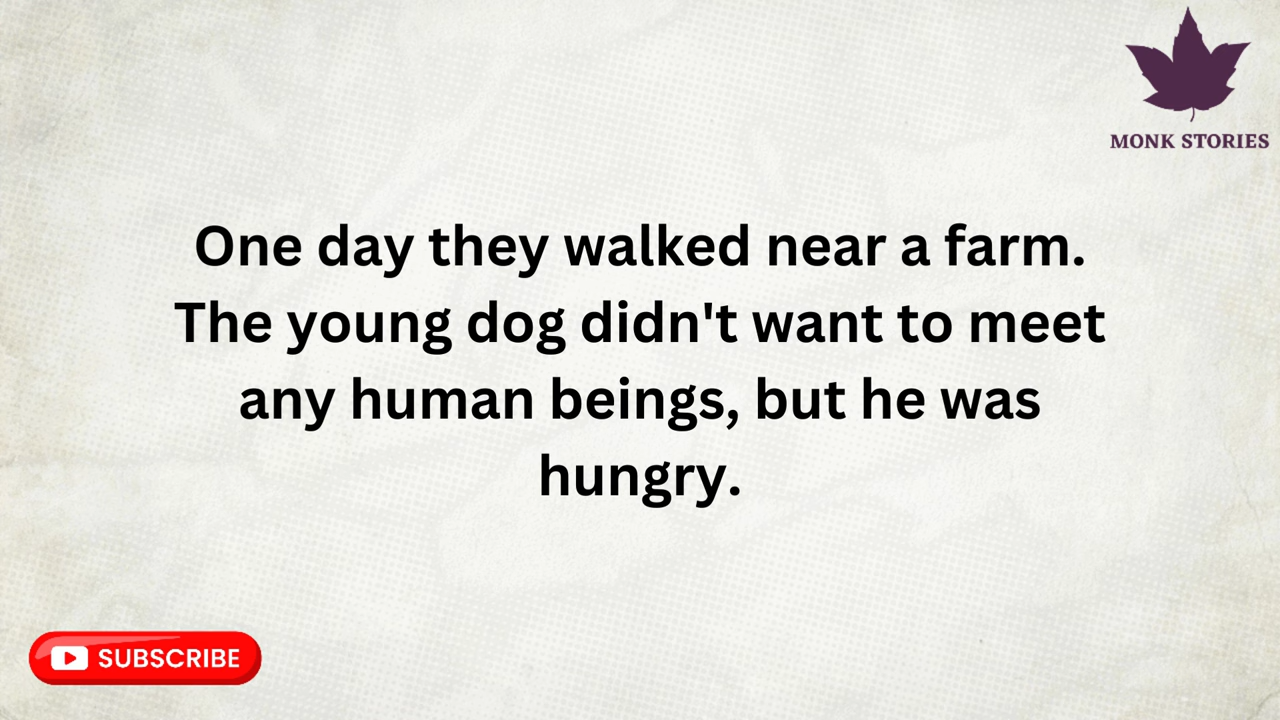 MONK STORIES
One day they walked near a farm.
The young dog didn't want to meet
any human beings, but he was
hungry.
SUBSCRIBE